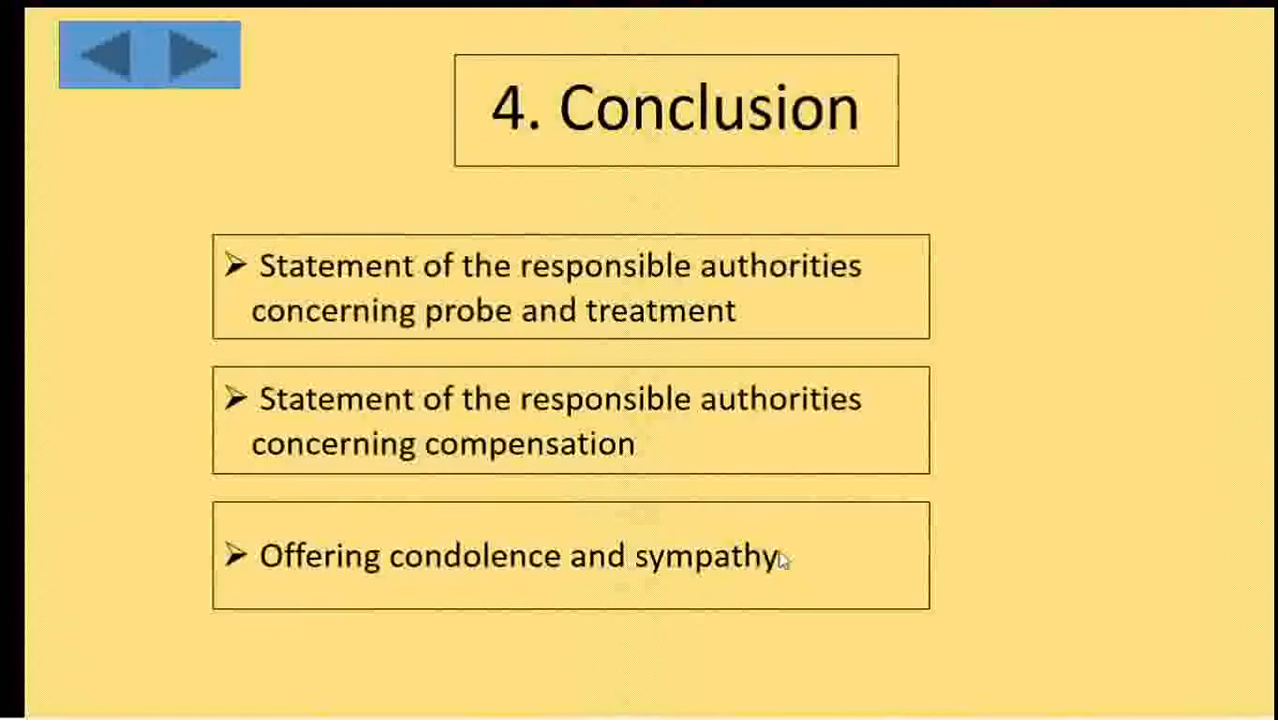 4. Conclusion
➢ Statement of the responsible authorities
concerning probe and treatment
➢ Statement of the responsible authorities
concerning compensation
➢ Offering condolence and sympathy